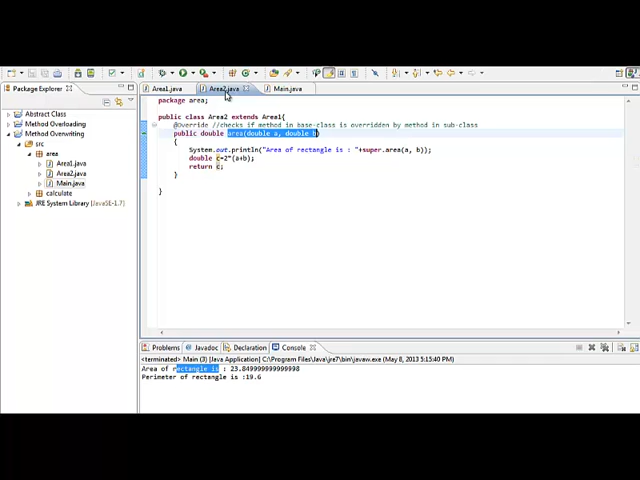 Package Explorer
Area1.java
Area2.java
Main.java
Abstract Class
Method Overloading
Method Overwriting
src
area
Area1.java
Area2.java
Main.java
calculate
JRE System Library [JavaSE-1.7]
package area;
public class Area2 extends Area1{
@Override //checks if method in base-class is overridden by method in sub-class
public double area(double a, double b)
{
System.out.println("Area of rectangle is : "+super.area(a, b));
double c=2*(a+b);
return c;
}
}
Problems
Javadoc
Declaration
Console
<terminated> Main (3) [Java Application] C:\Program Files\Java\jre7\bin\javaw.exe (May 8, 2013 5:15:40 PM)
Area of rectangle is : 23.849999999999998
Perimeter of rectangle is :19.6